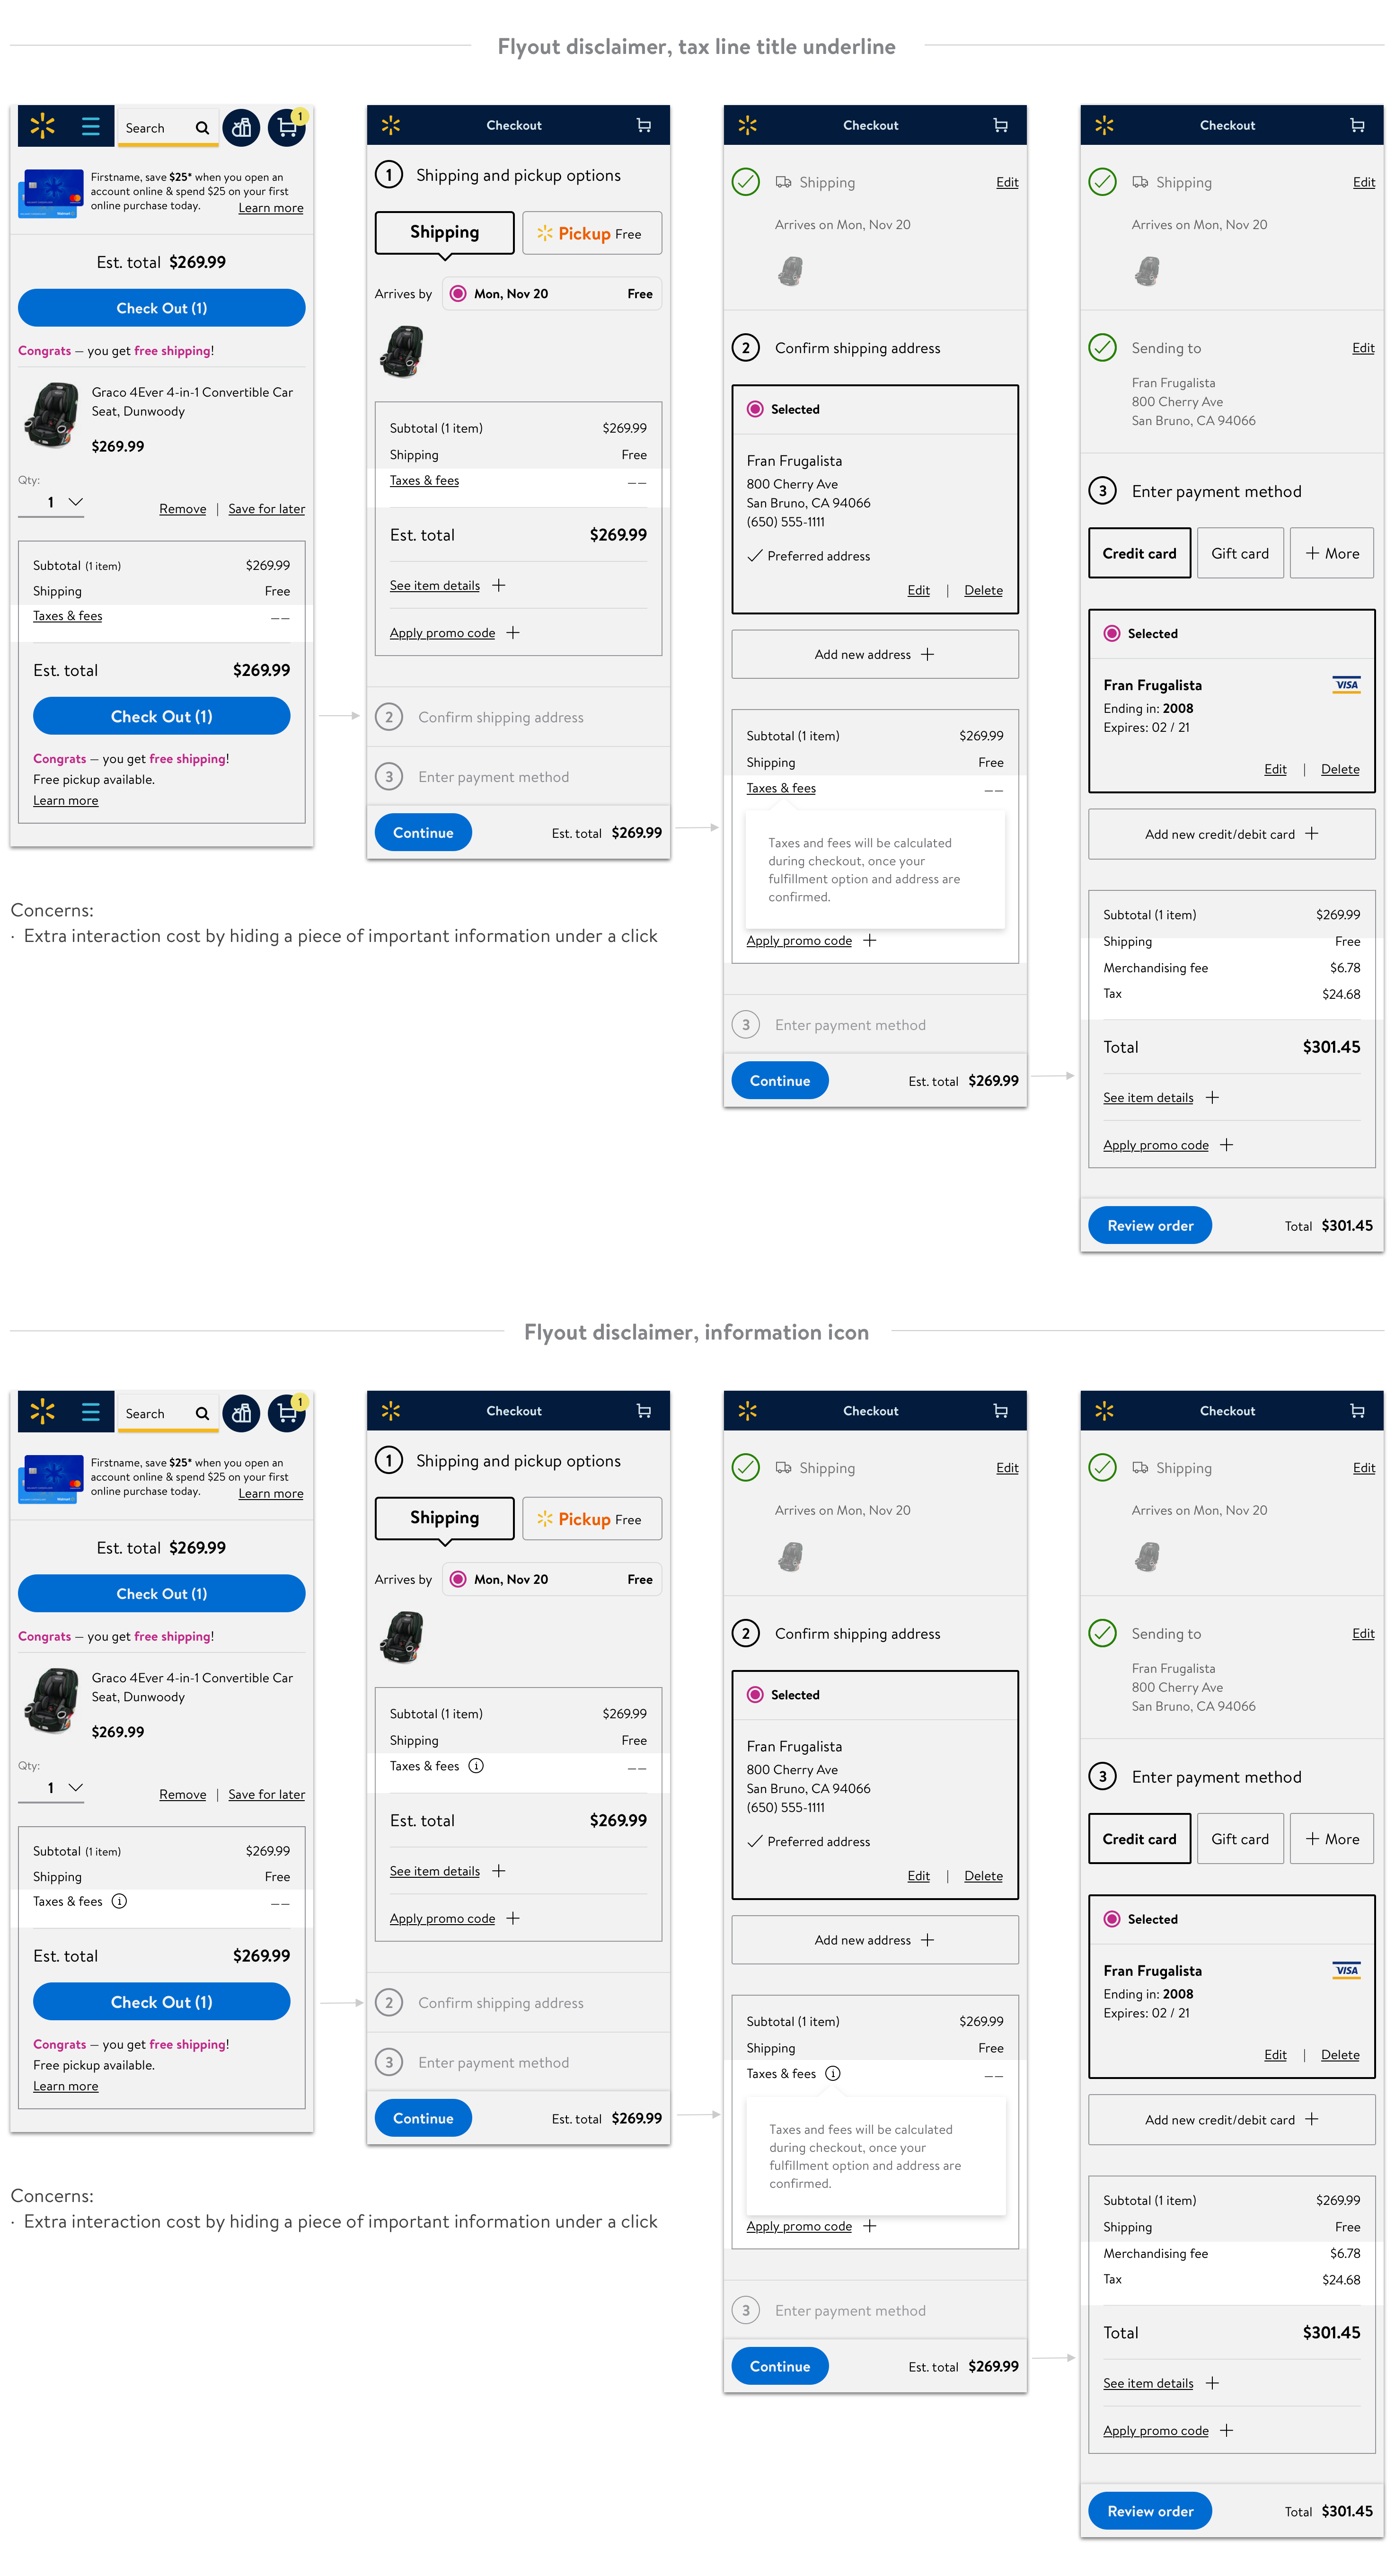 Flyout disclaimer, tax line title underline
Search
1
Firstname, save $25* when you open an
account online & spend $25 on your first
online purchase today.
Learn more
Est. total $269.99
Check Out (1)
Congrats – you get free shipping!
Graco 4Ever 4-in-1 Convertible Car
Seat, Dunwoody
$269.99
Qty:
1
Remove | Save for later
Subtotal (1 item) $269.99
Shipping Free
Taxes & fees ––
Est. total $269.99
Check Out (1)
Congrats – you get free shipping!
Free pickup available.
Learn more
Concerns:
· Extra interaction cost by hiding a piece of important information under a click
Checkout
1 Shipping and pickup options
Shipping
Pickup Free
Arrives by Mon, Nov 20 Free
Subtotal (1 item) $269.99
Shipping Free
Taxes & fees ––
Est. total $269.99
See item details +
Apply promo code +
2 Confirm shipping address
3 Enter payment method
Continue Est. total $269.99
Checkout
Shipping Edit
Arrives on Mon, Nov 20
2 Confirm shipping address
Selected
Fran Frugalista
800 Cherry Ave
San Bruno, CA 94066
(650) 555-1111
Preferred address
Edit | Delete
Add new address +
Subtotal (1 item) $269.99
Shipping Free
Taxes & fees ––
Taxes and fees will be calculated
during checkout, once your
fulfillment option and address are
confirmed.
Apply promo code +
3 Enter payment method
Continue Est. total $269.99
Checkout
Shipping Edit
Arrives on Mon, Nov 20
Sending to Edit
Fran Frugalista
800 Cherry Ave
San Bruno, CA 94066
3 Enter payment method
Credit card
Gift card
+ More
Selected
Fran Frugalista VISA
Ending in: 2008
Expires: 02 / 21
Edit | Delete
Add new credit/debit card +
Subtotal (1 item) $269.99
Shipping Free
Merchandising fee $6.78
Tax $24.68
Total $301.45
See item details +
Apply promo code +
Review order Total $301.45
Flyout disclaimer, information icon
Search
1
Firstname, save $25* when you open an
account online & spend $25 on your first
online purchase today.
Learn more
Est. total $269.99
Check Out (1)
Congrats – you get free shipping!
Graco 4Ever 4-in-1 Convertible Car
Seat, Dunwoody
$269.99
Qty:
1
Remove | Save for later
Subtotal (1 item) $269.99
Shipping Free
Taxes & fees i ––
Est. total $269.99
Check Out (1)
Congrats – you get free shipping!
Free pickup available.
Learn more
Concerns:
· Extra interaction cost by hiding a piece of important information under a click
Checkout
1 Shipping and pickup options
Shipping
Pickup Free
Arrives by Mon, Nov 20 Free
Subtotal (1 item) $269.99
Shipping Free
Taxes & fees i ––
Est. total $269.99
See item details +
Apply promo code +
2 Confirm shipping address
3 Enter payment method
Continue Est. total $269.99
Checkout
Shipping Edit
Arrives on Mon, Nov 20
2 Confirm shipping address
Selected
Fran Frugalista
800 Cherry Ave
San Bruno, CA 94066
(650) 555-1111
Preferred address
Edit | Delete
Add new address +
Subtotal (1 item) $269.99
Shipping Free
Taxes & fees i ––
Taxes and fees will be calculated
during checkout, once your
fulfillment option and address are
confirmed.
Apply promo code +
3 Enter payment method
Continue Est. total $269.99
Checkout
Shipping Edit
Arrives on Mon, Nov 20
Sending to Edit
Fran Frugalista
800 Cherry Ave
San Bruno, CA 94066
3 Enter payment method
Credit card
Gift card
+ More
Selected
Fran Frugalista VISA
Ending in: 2008
Expires: 02 / 21
Edit | Delete
Add new credit/debit card +
Subtotal (1 item) $269.99
Shipping Free
Merchandising fee $6.78
Tax $24.68
Total $301.45
See item details +
Apply promo code +
Review order Total $301.45